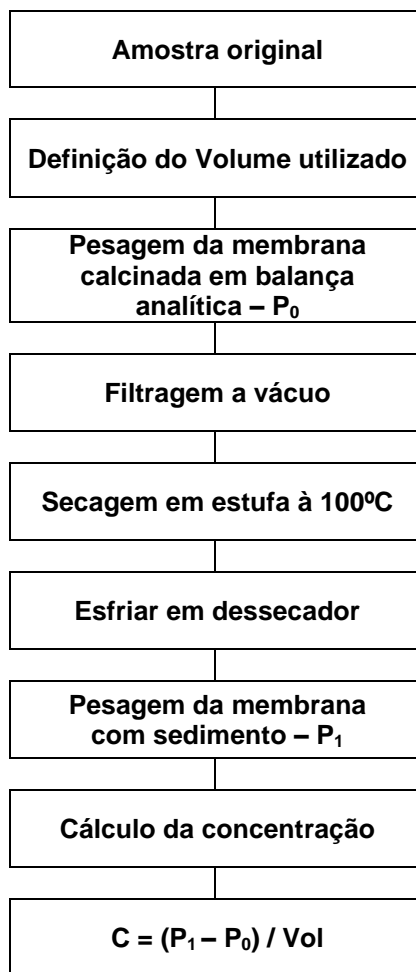 Amostra original
Definição do Volume utilizado
Pesagem da membrana
calcinada em balança
analítica – P₀
Filtragem a vácuo
Secagem em estufa à 100ºC
Esfriar em dessecador
Pesagem da membrana
com sedimento – P₁
Cálculo da concentração
C = (P₁ – P₀) / Vol